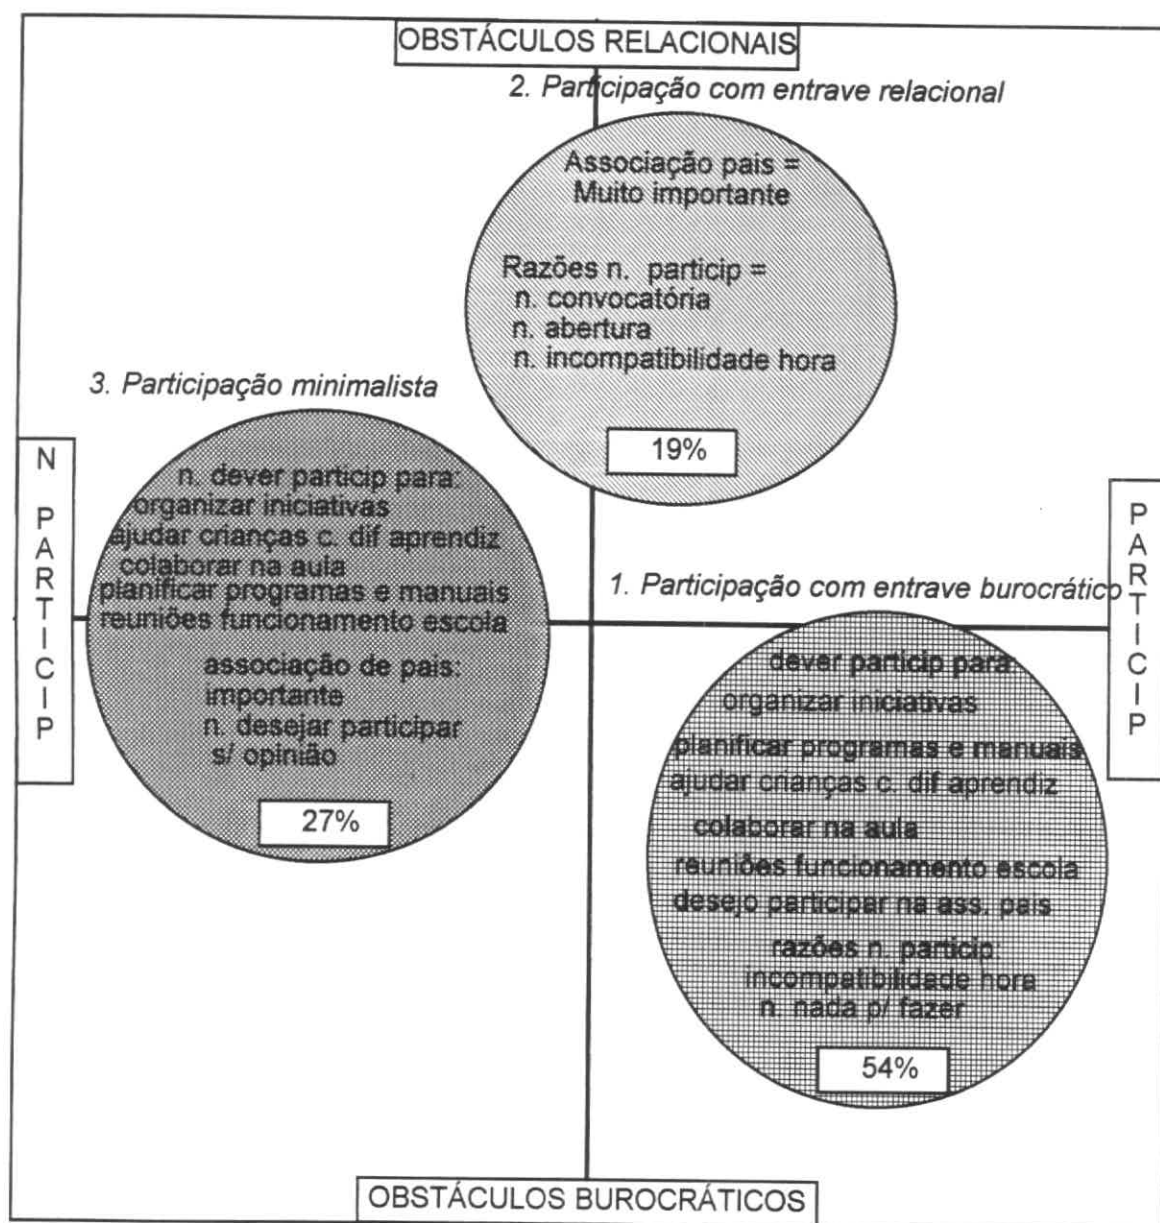 OBSTÁCULOS RELACIONAIS
2. Participação com entrave relacional
Associação pais =
Muito importante
Razões n. particip =
n. convocatória
n. abertura
n. incompatibilidade hora
19%
3. Participação minimalista
n. dever particip para:
organizar iniciativas
ajudar crianças c. dif aprendiz
colaborar na aula
planificar programas e manuais
reuniões funcionamento escola
associação de pais:
importante
n. desejar participar
s/ opinião
27%
N PARTICIP
PARTICIP
1. Participação com entrave burocrático
dever particip para
organizar iniciativas
planificar programas e manuais
ajudar crianças c. dif aprendiz
colaborar na aula
reuniões funcionamento escola
desejo participar na ass. pais
razões n. particip:
incompatibilidade hora
n. nada p/ fazer
54%
OBSTÁCULOS BUROCRÁTICOS